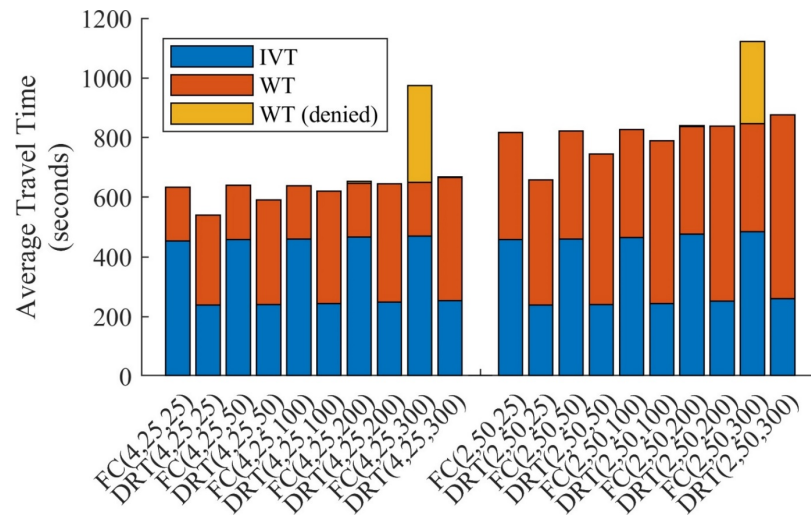 1200
1000
800
600
400
200
0
Average Travel Time
(seconds)
IVT
WT
WT (denied)
FC(4,25,25)
DRT(4,25,25)
FC(4,25,50)
DRT(4,25,50)
FC(4,25,100)
DRT(4,25,100)
FC(4,25,200)
DRT(4,25,200)
FC(4,25,300)
DRT(4,25,300)
FC(2,50,25)
DRT(2,50,25)
FC(2,50,50)
DRT(2,50,50)
FC(2,50,100)
DRT(2,50,100)
FC(2,50,200)
DRT(2,50,200)
FC(2,50,300)
DRT(2,50,300)